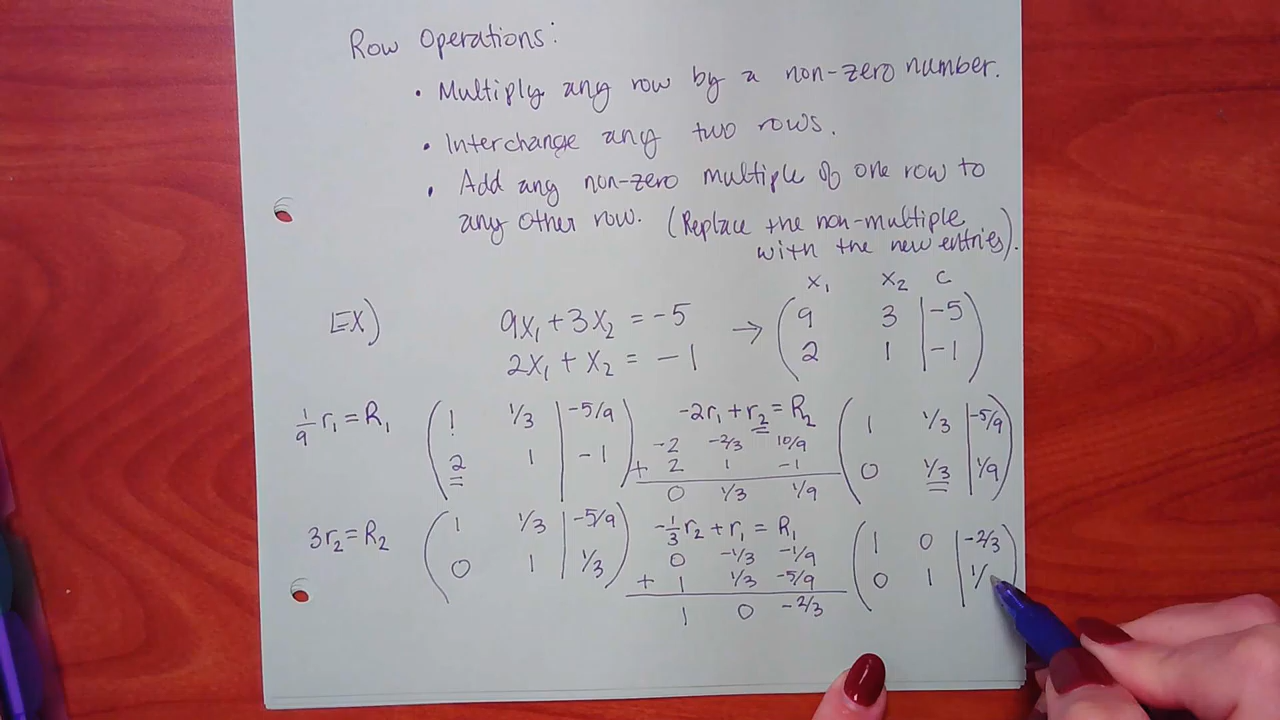 Row Operations:
• Multiply any row by a non-zero number.
• Interchange any two rows.
• Add any non-zero multiple of one row to
any other row. (Replace the non-multiple
with the new entries).
x₁ x₂ c
EX) 9x₁ + 3x₂ = -5 → ( 9 3 | -5 )
2x₁ + x₂ = -1 ( 2 1 | -1 )
1/9 r₁ = R₁ ( 1 1/3 | -5/9 ) -2r₁ + r₂ = R₂ ( 1 1/3 | -5/9 )
-2 -2/3 10/9
( 2 1 | -1 ) + 2 1 -1 ( 0 1/3 | 1/9 )
0 1/3 1/9
3r₂ = R₂ ( 1 1/3 | -5/9 ) -1/3 r₂ + r₁ = R₁ ( 1 0 | -2/3 )
0 -1/3 -1/9
( 0 1 | 1/3 ) + 1 1/3 -5/9 ( 0 1 | 1/
1 0 -2/3